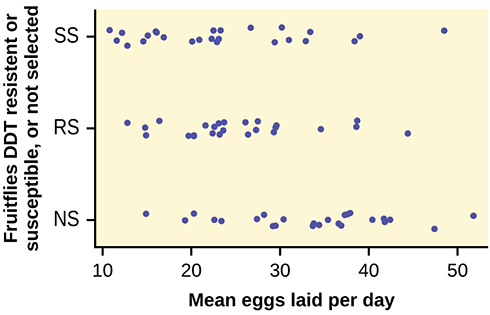 Fruitflies DDT resistent or
susceptible, or not selected
SS
RS
NS
10 20 30 40 50
Mean eggs laid per day